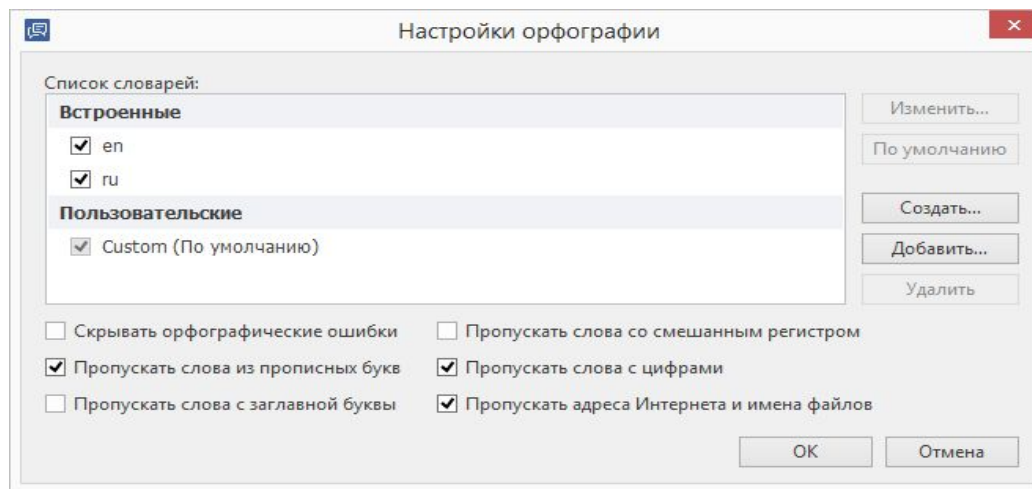 Настройки орфографии
Список словарей:
Встроенные
en
ru
Пользовательские
Custom (По умолчанию)
Изменить...
По умолчанию
Создать...
Добавить...
Удалить
Скрывать орфографические ошибки
Пропускать слова со смешанным регистром
Пропускать слова из прописных букв
Пропускать слова с цифрами
Пропускать слова с заглавной буквы
Пропускать адреса Интернета и имена файлов
OK
Отмена